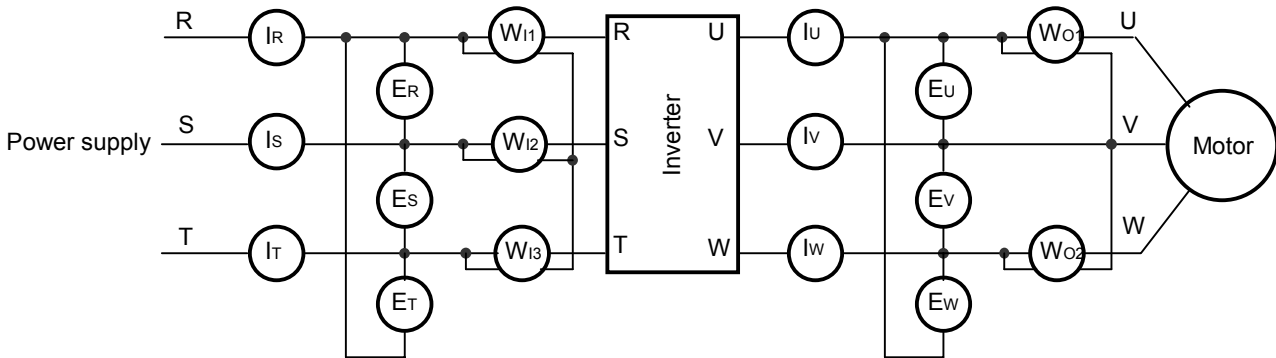 R IR WI1 R U IU WO1 U
ER EU
S IS WI2 S V IV V
Power supply Inverter Motor
ES EV
T IT WI3 T W IW WO2 W
ET EW